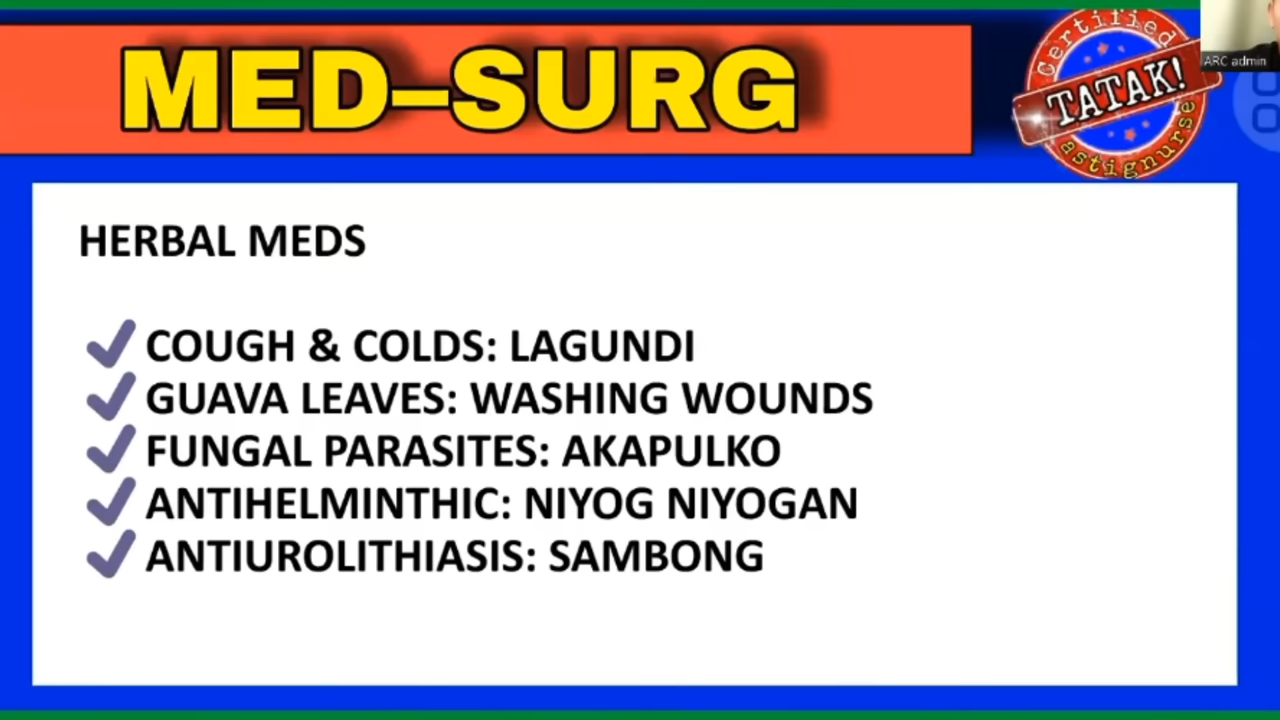 MED–SURG
Certified
TATAK!
astignurse
ARC admin
HERBAL MEDS
COUGH & COLDS: LAGUNDI
GUAVA LEAVES: WASHING WOUNDS
FUNGAL PARASITES: AKAPULKO
ANTIHELMINTHIC: NIYOG NIYOGAN
ANTIUROLITHIASIS: SAMBONG